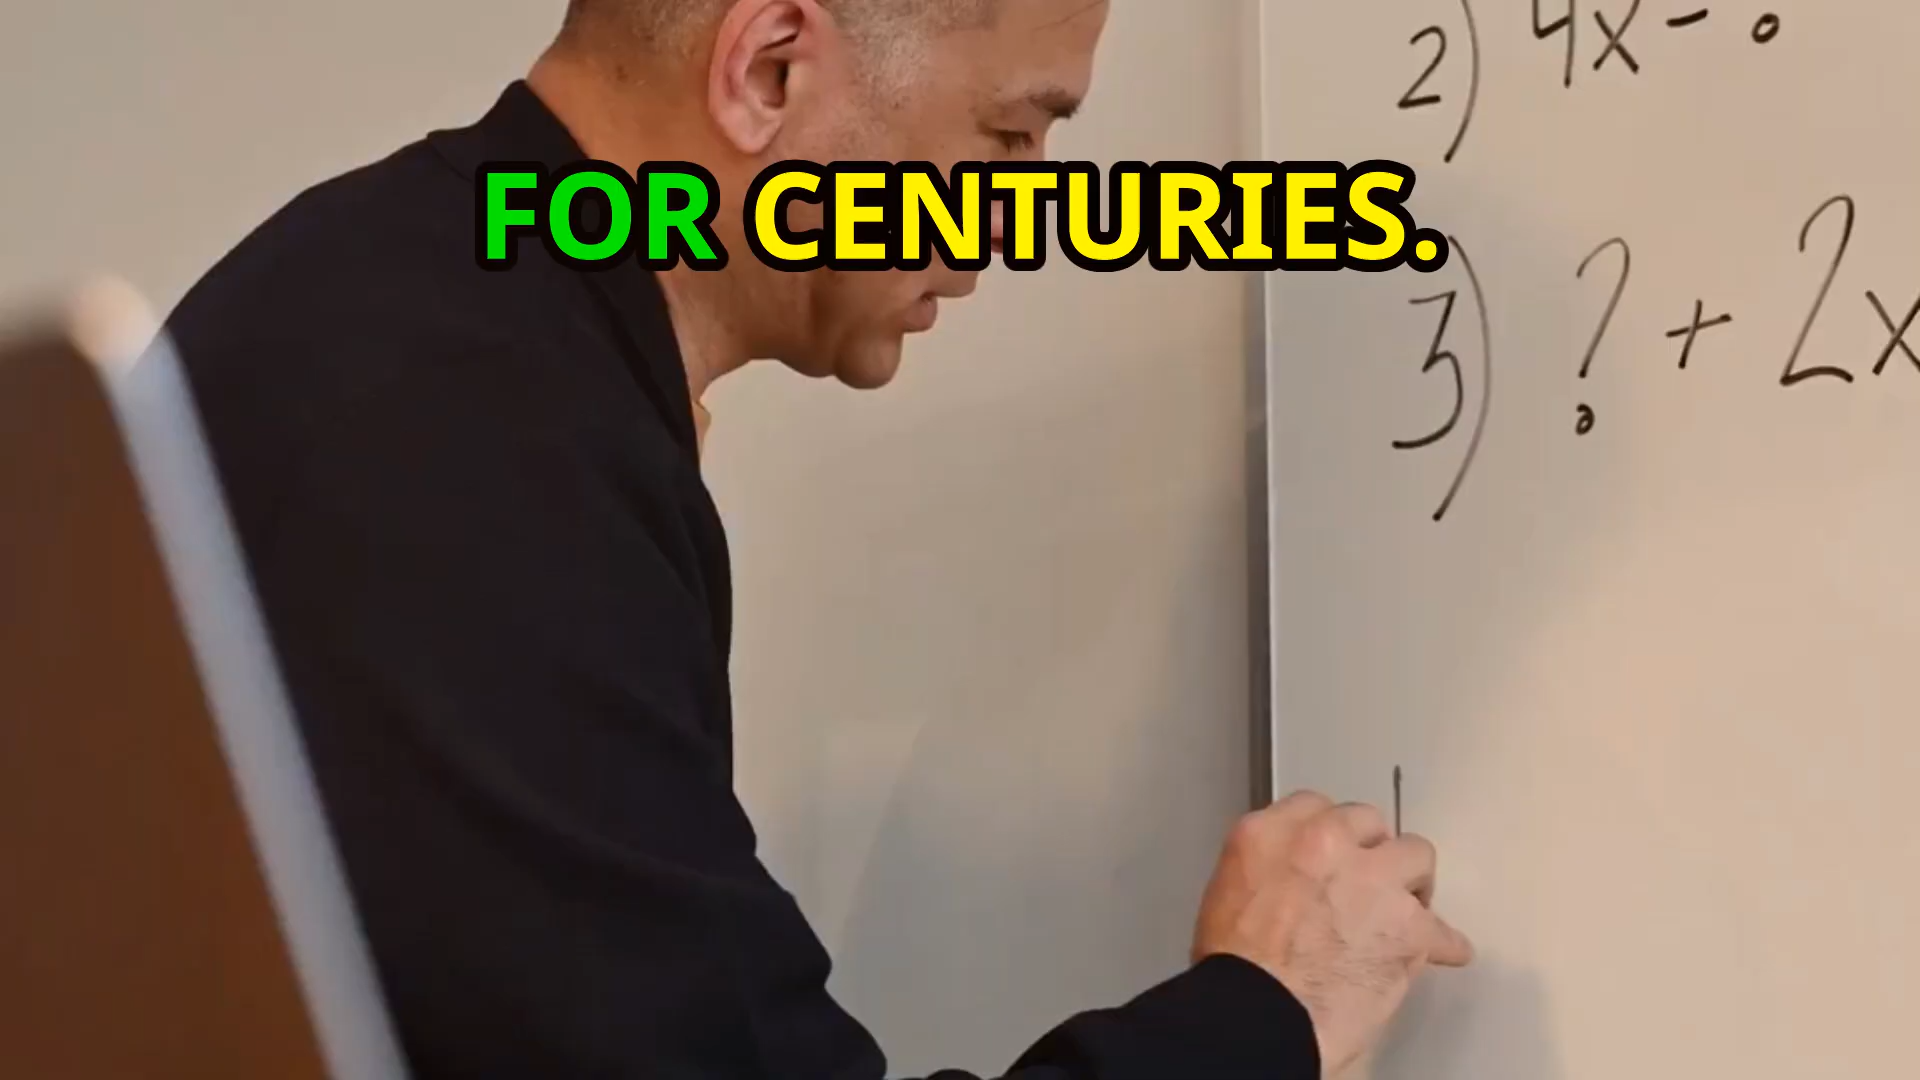 2) 4x - ?
FOR CENTURIES.
3) ? + 2x